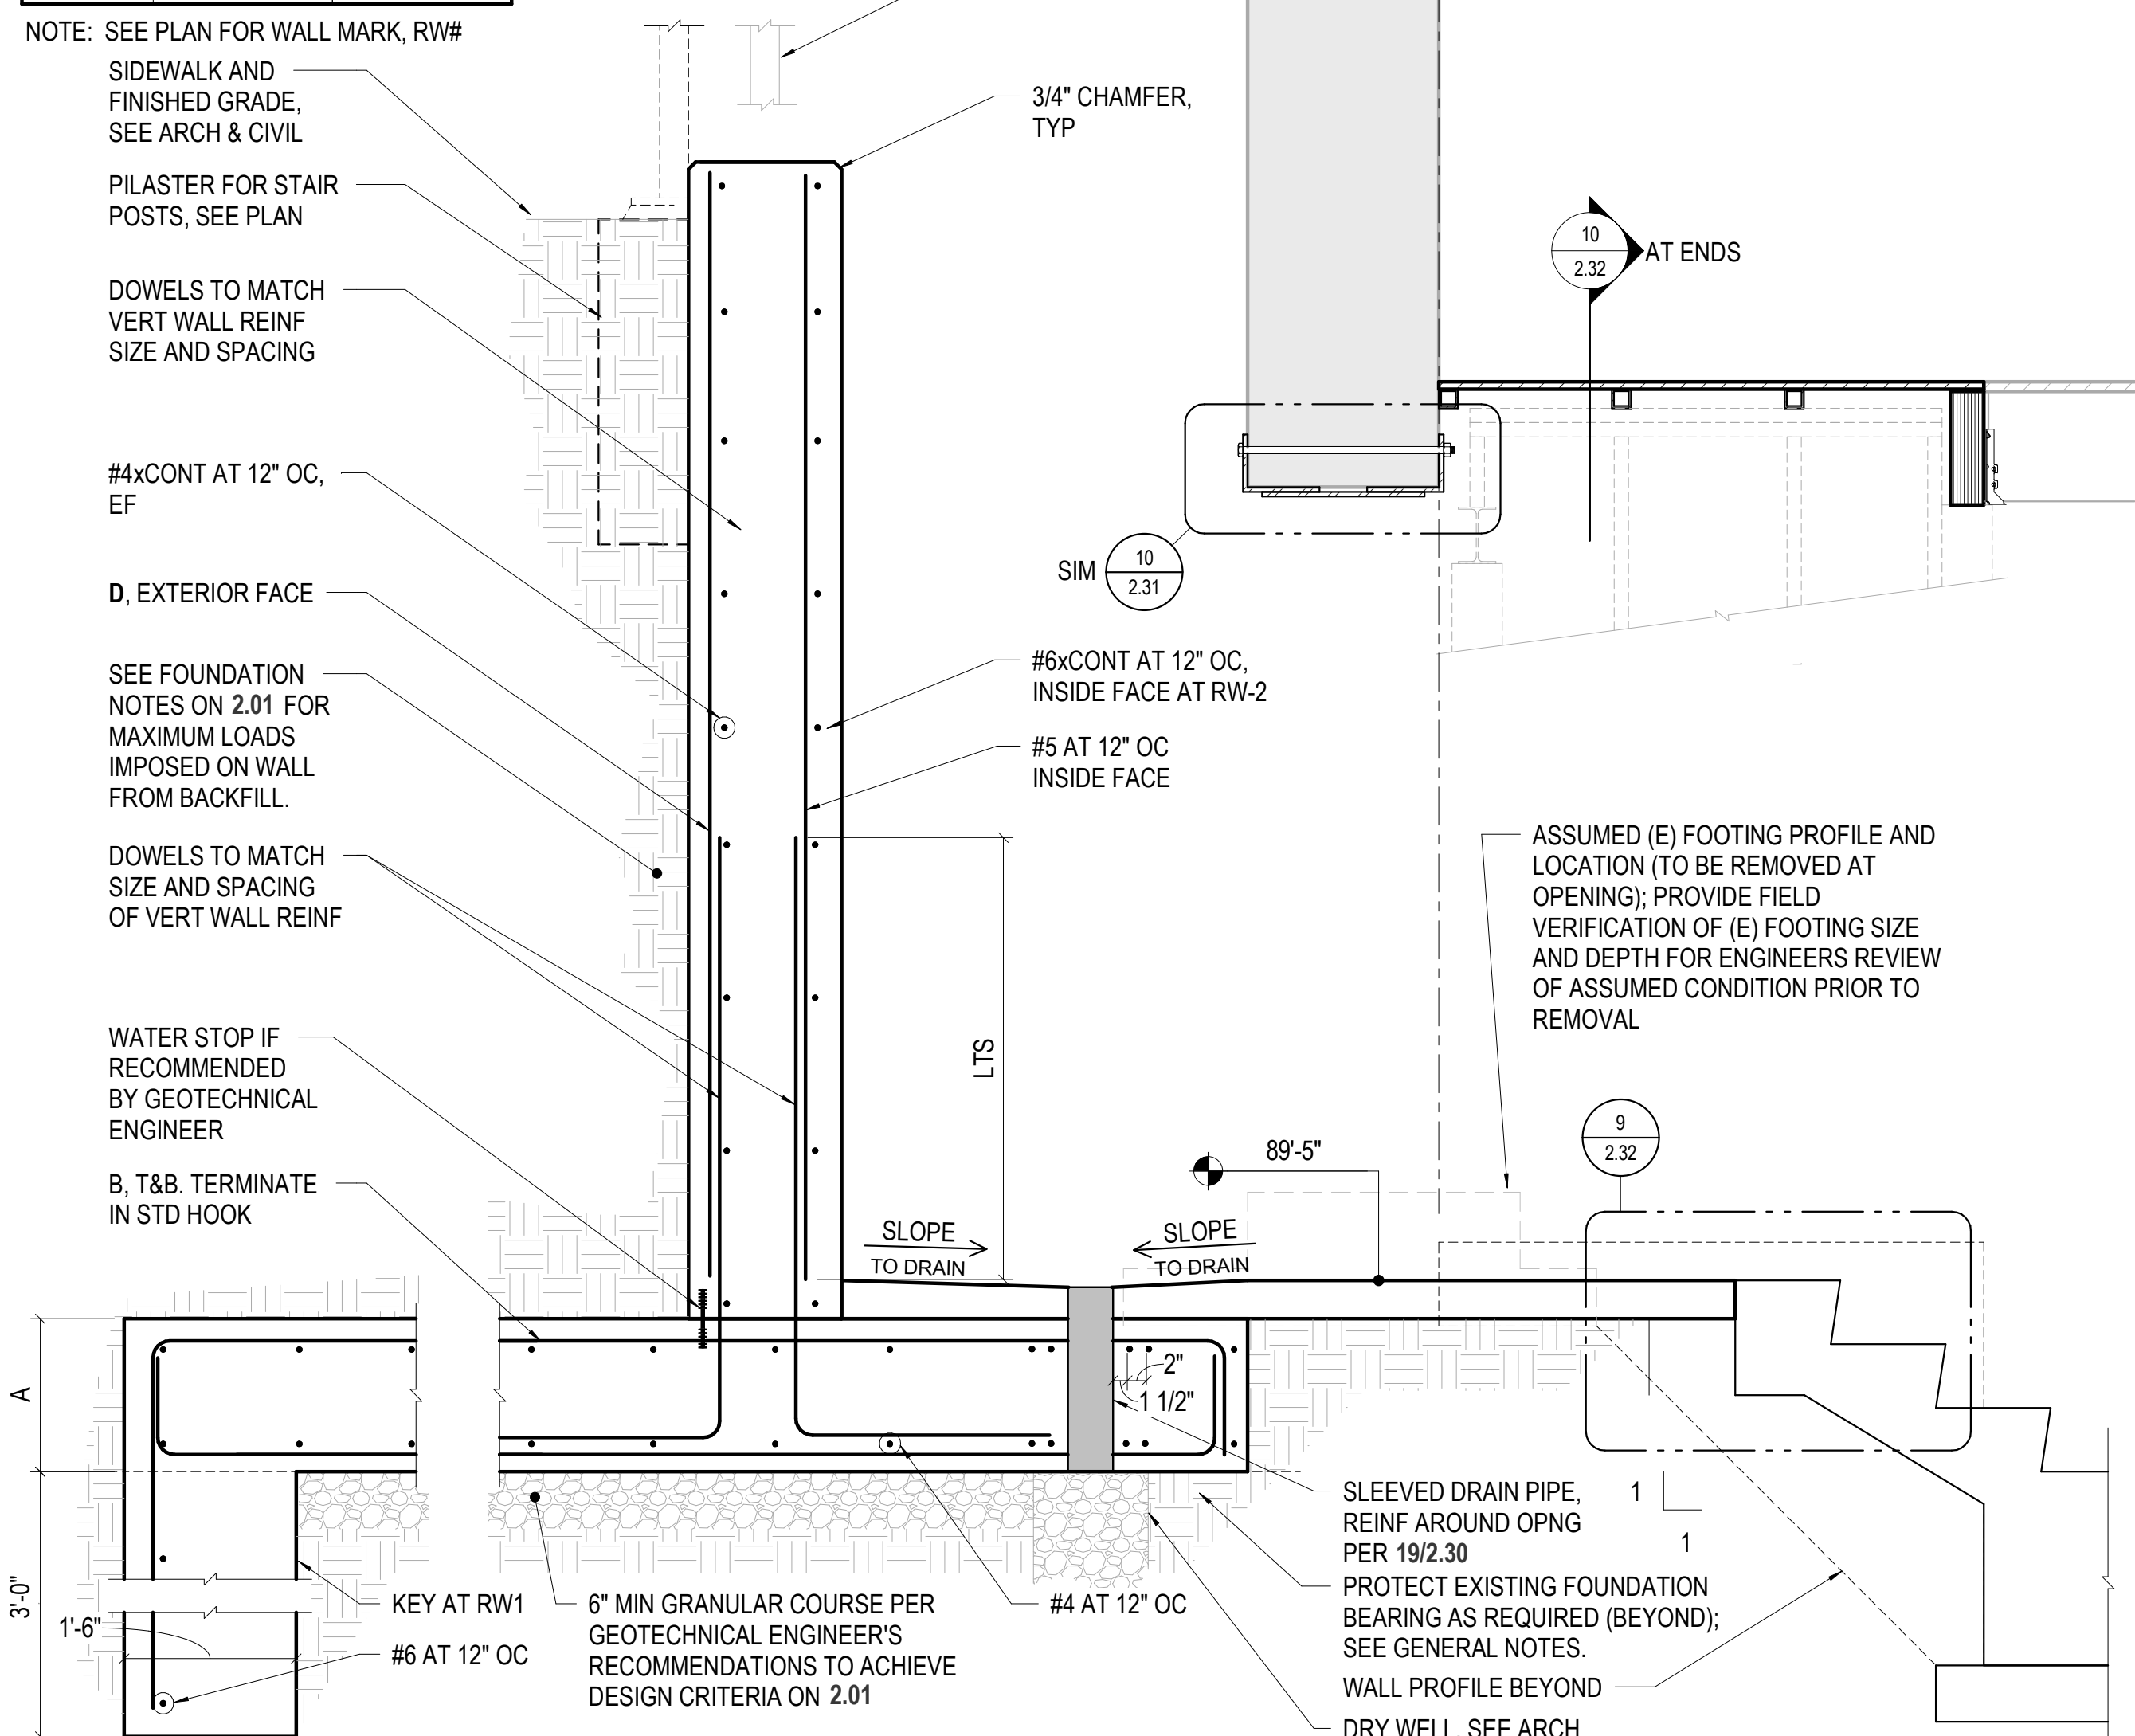 NOTE: SEE PLAN FOR WALL MARK, RW#
SIDEWALK AND
FINISHED GRADE,
SEE ARCH & CIVIL
PILASTER FOR STAIR
POSTS, SEE PLAN
DOWELS TO MATCH
VERT WALL REINF
SIZE AND SPACING
#4xCONT AT 12" OC,
EF
D, EXTERIOR FACE
SEE FOUNDATION
NOTES ON 2.01 FOR
MAXIMUM LOADS
IMPOSED ON WALL
FROM BACKFILL.
DOWELS TO MATCH
SIZE AND SPACING
OF VERT WALL REINF
WATER STOP IF
RECOMMENDED
BY GEOTECHNICAL
ENGINEER
B, T&B. TERMINATE
IN STD HOOK
3/4" CHAMFER,
TYP
10
2.32
AT ENDS
SIM
10
2.31
#6xCONT AT 12" OC,
INSIDE FACE AT RW-2
#5 AT 12" OC
INSIDE FACE
ASSUMED (E) FOOTING PROFILE AND
LOCATION (TO BE REMOVED AT
OPENING); PROVIDE FIELD
VERIFICATION OF (E) FOOTING SIZE
AND DEPTH FOR ENGINEERS REVIEW
OF ASSUMED CONDITION PRIOR TO
REMOVAL
LTS
89'-5"
9
2.32
SLOPE
TO DRAIN
SLOPE
TO DRAIN
2"
1 1/2"
A
3'-0"
1'-6"
KEY AT RW1
#6 AT 12" OC
6" MIN GRANULAR COURSE PER
GEOTECHNICAL ENGINEER'S
RECOMMENDATIONS TO ACHIEVE
DESIGN CRITERIA ON 2.01
#4 AT 12" OC
SLEEVED DRAIN PIPE,
REINF AROUND OPNG
PER 19/2.30
1
1
PROTECT EXISTING FOUNDATION
BEARING AS REQUIRED (BEYOND);
SEE GENERAL NOTES.
WALL PROFILE BEYOND
DRY WELL, SEE ARCH